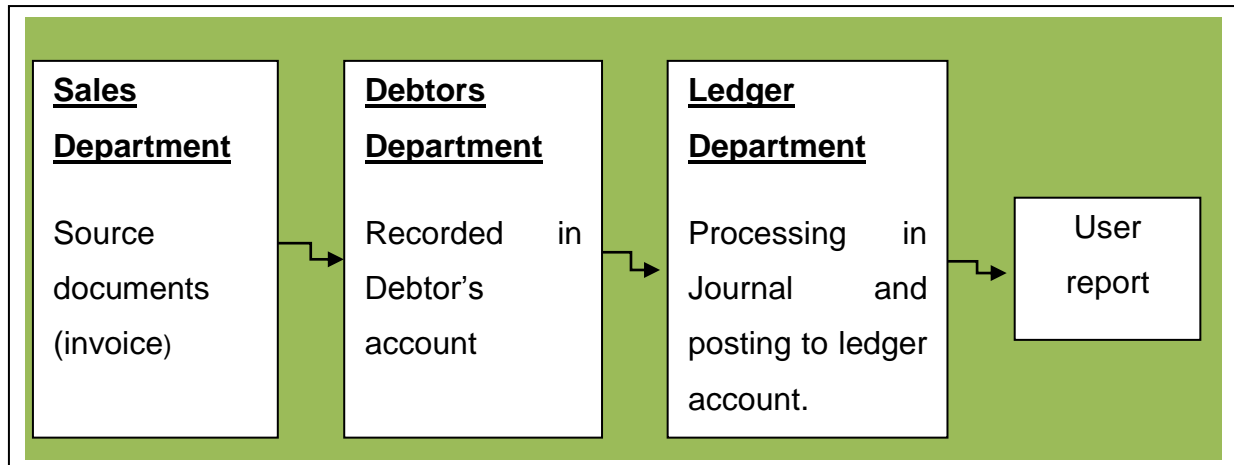 Sales
Department
Source
documents
(invoice)
Debtors
Department
Recorded in
Debtor's
account
Ledger
Department
Processing in
Journal and
posting to ledger
account.
User
report